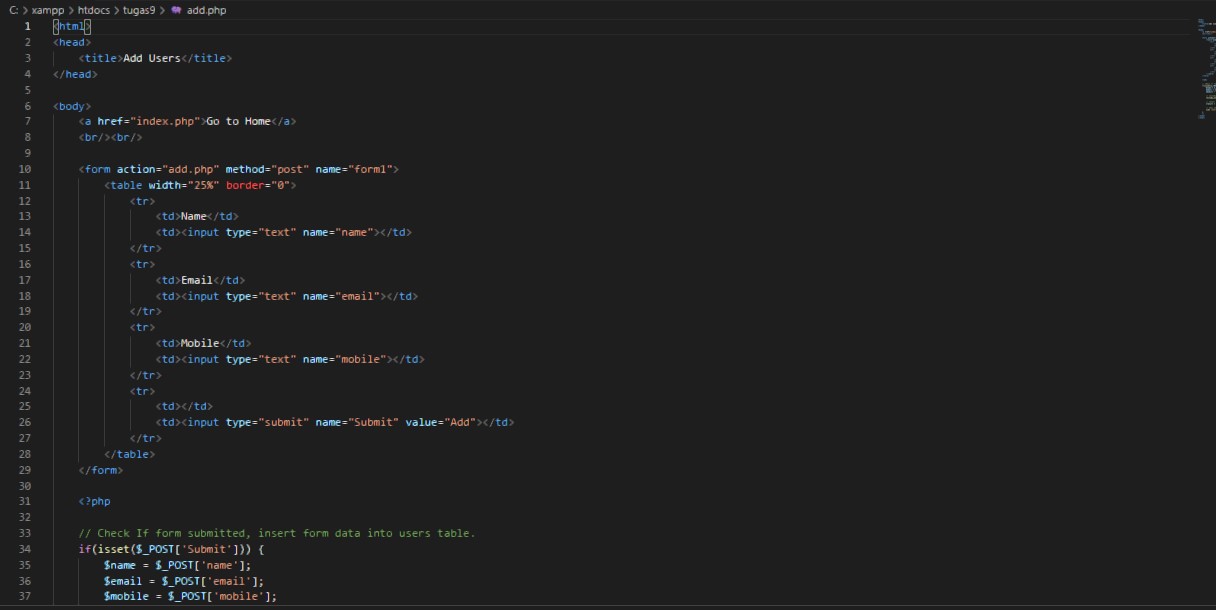 C: > xampp > htdocs > tugas9 > add.php
1 <html>
2 <head>
3 <title>Add Users</title>
4 </head>
5
6 <body>
7 <a href="index.php">Go to Home</a>
8 <br/><br/>
9
10 <form action="add.php" method="post" name="form1">
11 <table width="25%" border="0">
12 <tr>
13 <td>Name</td>
14 <td><input type="text" name="name"></td>
15 </tr>
16 <tr>
17 <td>Email</td>
18 <td><input type="text" name="email"></td>
19 </tr>
20 <tr>
21 <td>Mobile</td>
22 <td><input type="text" name="mobile"></td>
23 </tr>
24 <tr>
25 <td></td>
26 <td><input type="submit" name="Submit" value="Add"></td>
27 </tr>
28 </table>
29 </form>
30
31 <?php
32
33 // Check If form submitted, insert form data into users table.
34 if(isset($_POST['Submit'])) {
35 $name = $_POST['name'];
36 $email = $_POST['email'];
37 $mobile = $_POST['mobile'];